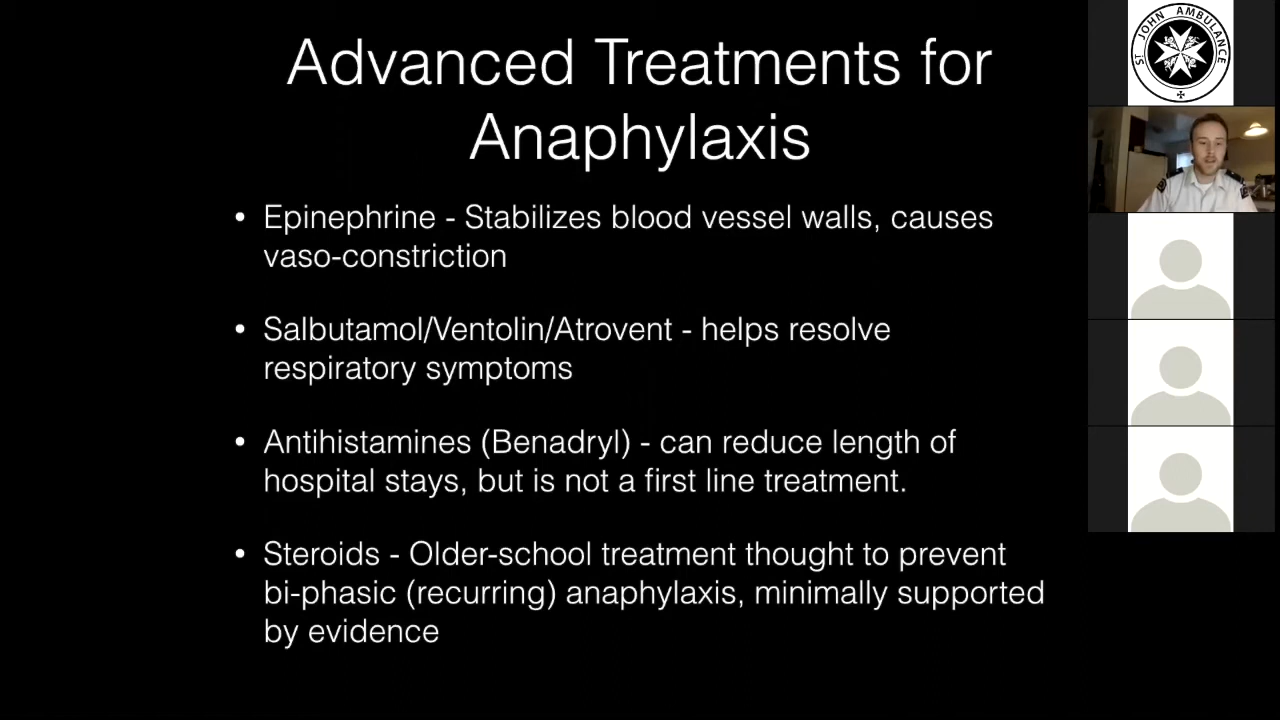 Advanced Treatments for
Anaphylaxis
• Epinephrine - Stabilizes blood vessel walls, causes
vaso-constriction
• Salbutamol/Ventolin/Atrovent - helps resolve
respiratory symptoms
• Antihistamines (Benadryl) - can reduce length of
hospital stays, but is not a first line treatment.
• Steroids - Older-school treatment thought to prevent
bi-phasic (recurring) anaphylaxis, minimally supported
by evidence
ST JOHN AMBULANCE